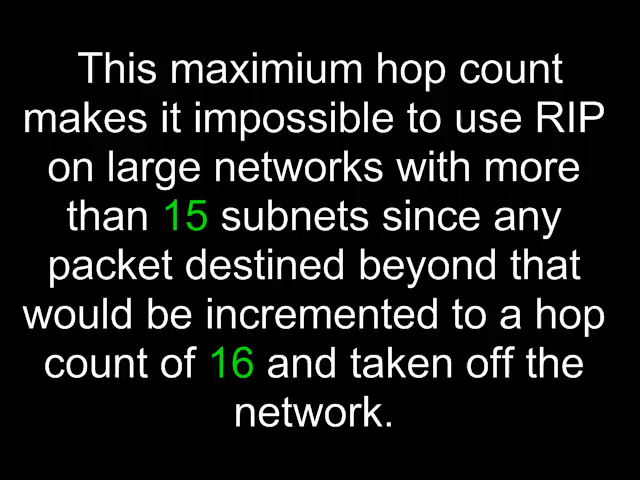 This maximium hop count
makes it impossible to use RIP
on large networks with more
than 15 subnets since any
packet destined beyond that
would be incremented to a hop
count of 16 and taken off the
network.